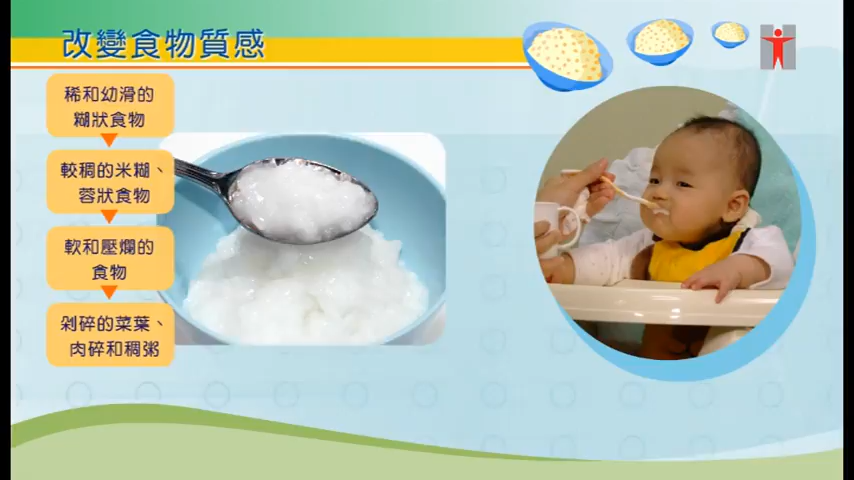 改變食物質感
稀和幼滑的
糊狀食物
較稠的米糊、
蓉狀食物
軟和壓爛的
食物
剁碎的菜葉、
肉碎和稠粥